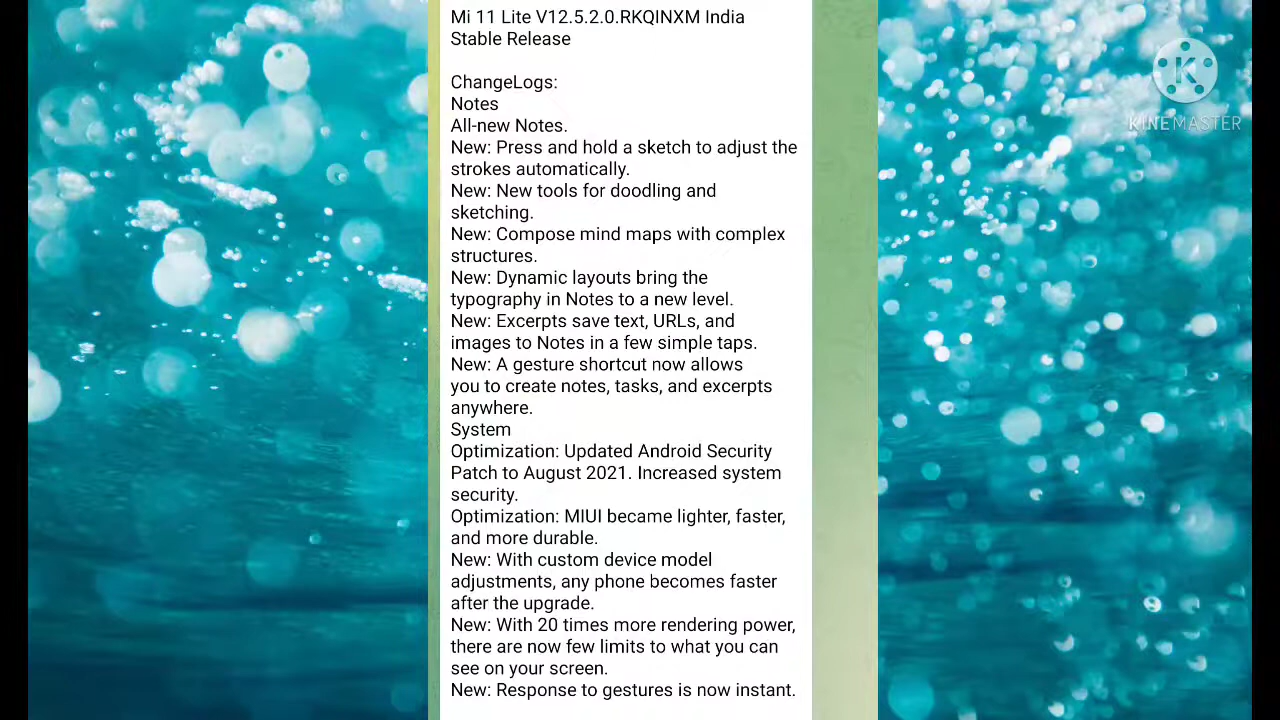 Mi 11 Lite V12.5.2.0.RKQINXM India
Stable Release
ChangeLogs:
Notes
All-new Notes.
New: Press and hold a sketch to adjust the
strokes automatically.
New: New tools for doodling and
sketching.
New: Compose mind maps with complex
structures.
New: Dynamic layouts bring the
typography in Notes to a new level.
New: Excerpts save text, URLs, and
images to Notes in a few simple taps.
New: A gesture shortcut now allows
you to create notes, tasks, and excerpts
anywhere.
System
Optimization: Updated Android Security
Patch to August 2021. Increased system
security.
Optimization: MIUI became lighter, faster,
and more durable.
New: With custom device model
adjustments, any phone becomes faster
after the upgrade.
New: With 20 times more rendering power,
there are now few limits to what you can
see on your screen.
New: Response to gestures is now instant.
K
KINEMASTER